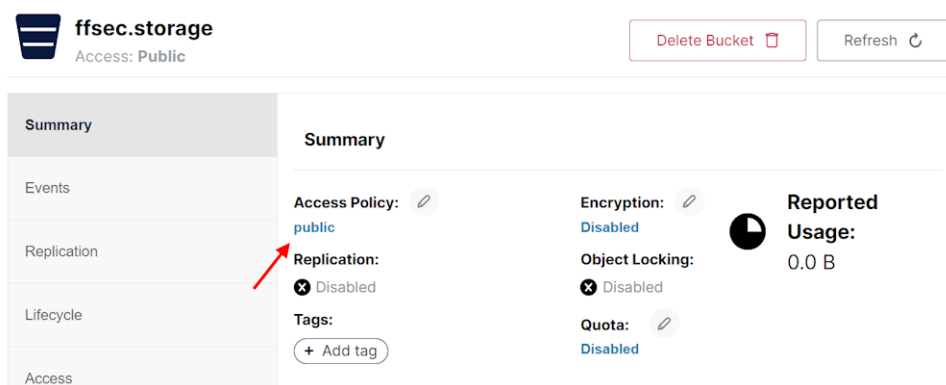 ffsec.storage
Access: Public
Delete Bucket
Refresh
Summary
Events
Replication
Lifecycle
Access
Summary
Access Policy:
public
Replication:
Disabled
Tags:
+ Add tag
Encryption:
Disabled
Object Locking:
Disabled
Quota:
Disabled
Reported
Usage:
0.0 B